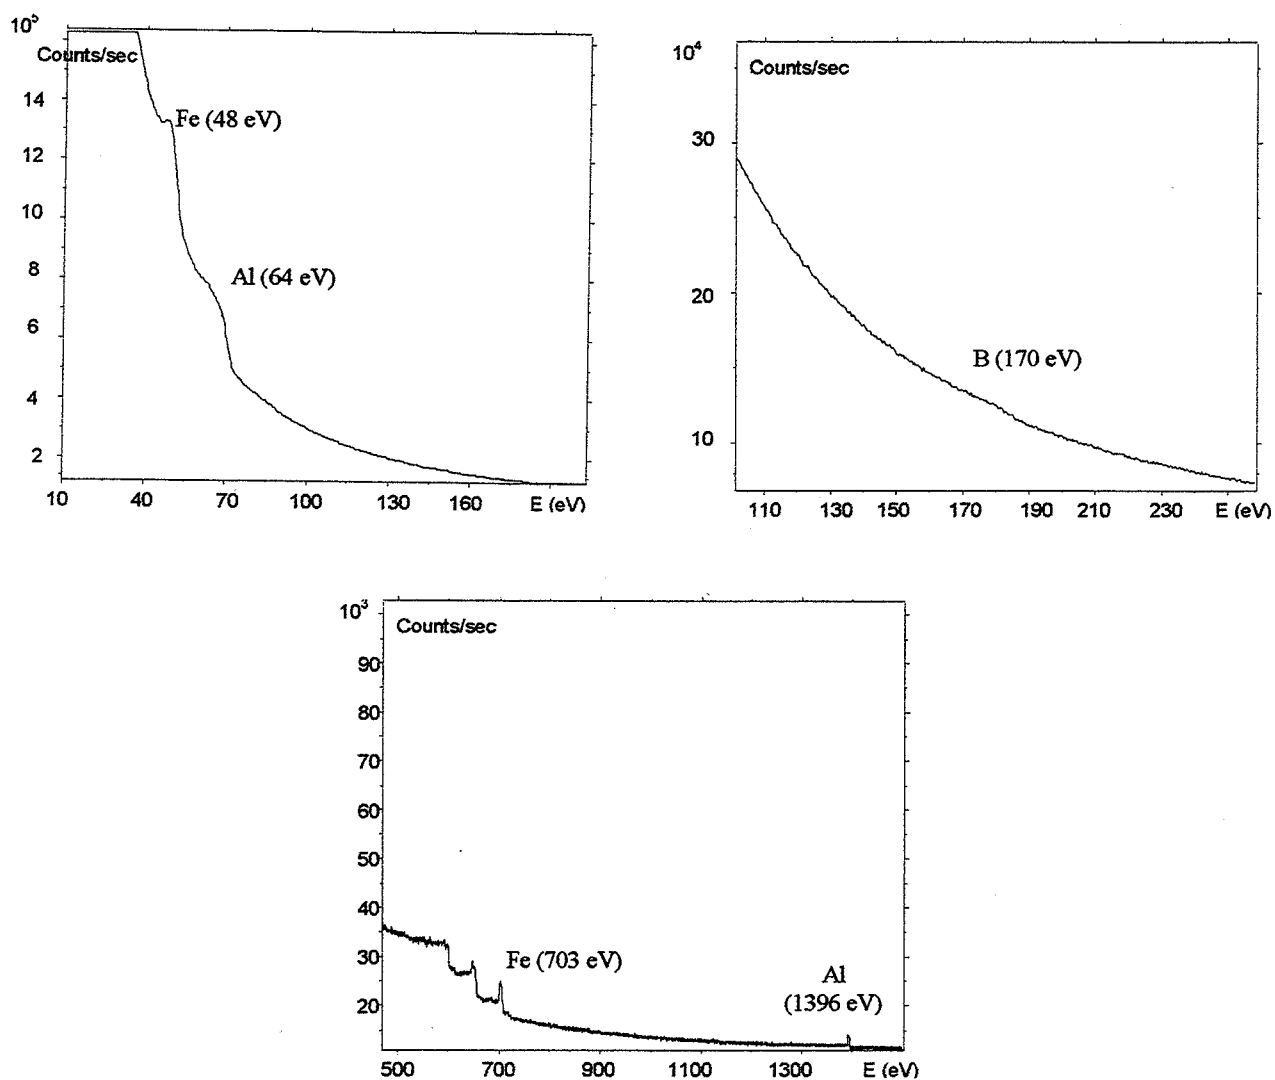 10⁵
Counts/sec
14
Fe (48 eV)
12
10
8
Al (64 eV)
6
4
2
10 40 70 100 130 160 E (eV)
10⁴
Counts/sec
30
20
B (170 eV)
10
110 130 150 170 190 210 230 E (eV)
10³
Counts/sec
90
80
70
60
50
40
30
Fe (703 eV)
Al
(1396 eV)
20
500 700 900 1100 1300 E (eV)